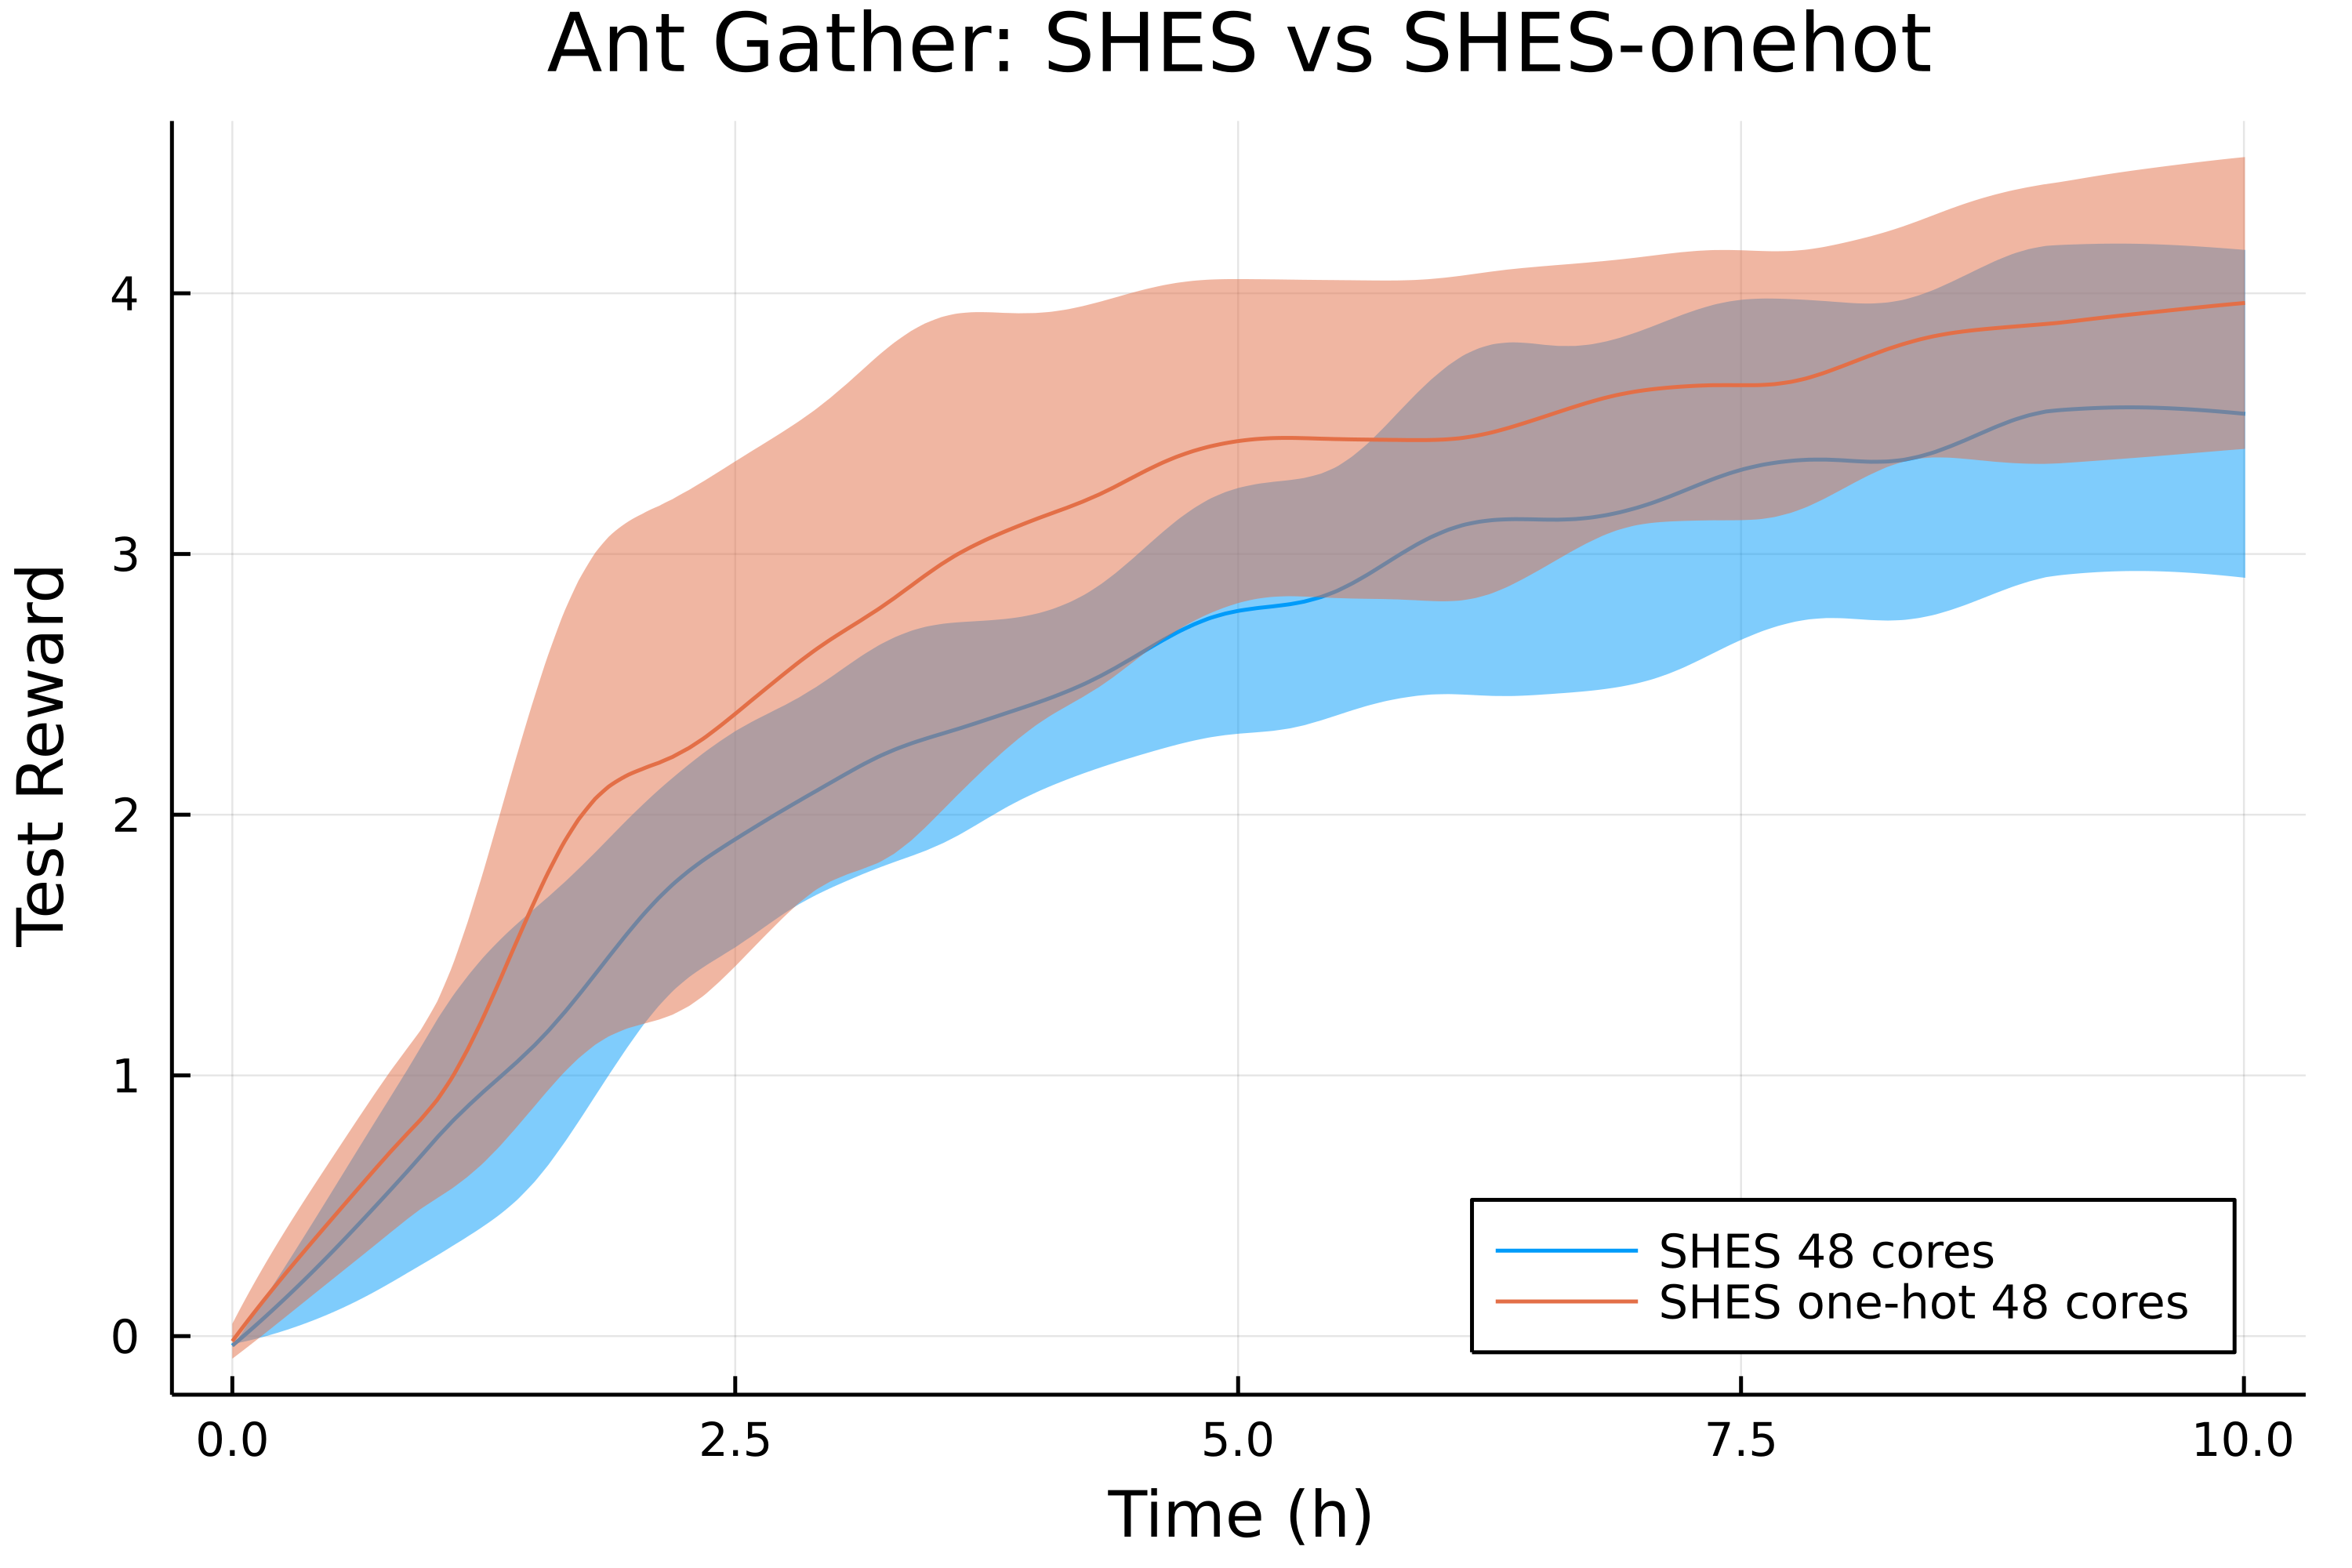 Ant Gather: SHES vs SHES-onehot
Test Reward
4
3
2
1
0
SHES 48 cores
SHES one-hot 48 cores
0.0 2.5 5.0 7.5 10.0
Time (h)